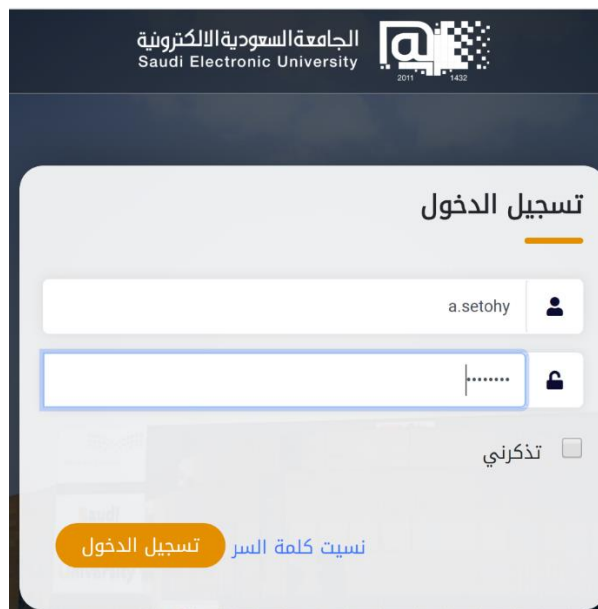 الجامعة السعودية الالكترونية
Saudi Electronic University
2011 1432
تسجيل الدخول
a.setohy
••••••••
تذكرني
نسيت كلمة السر تسجيل الدخول